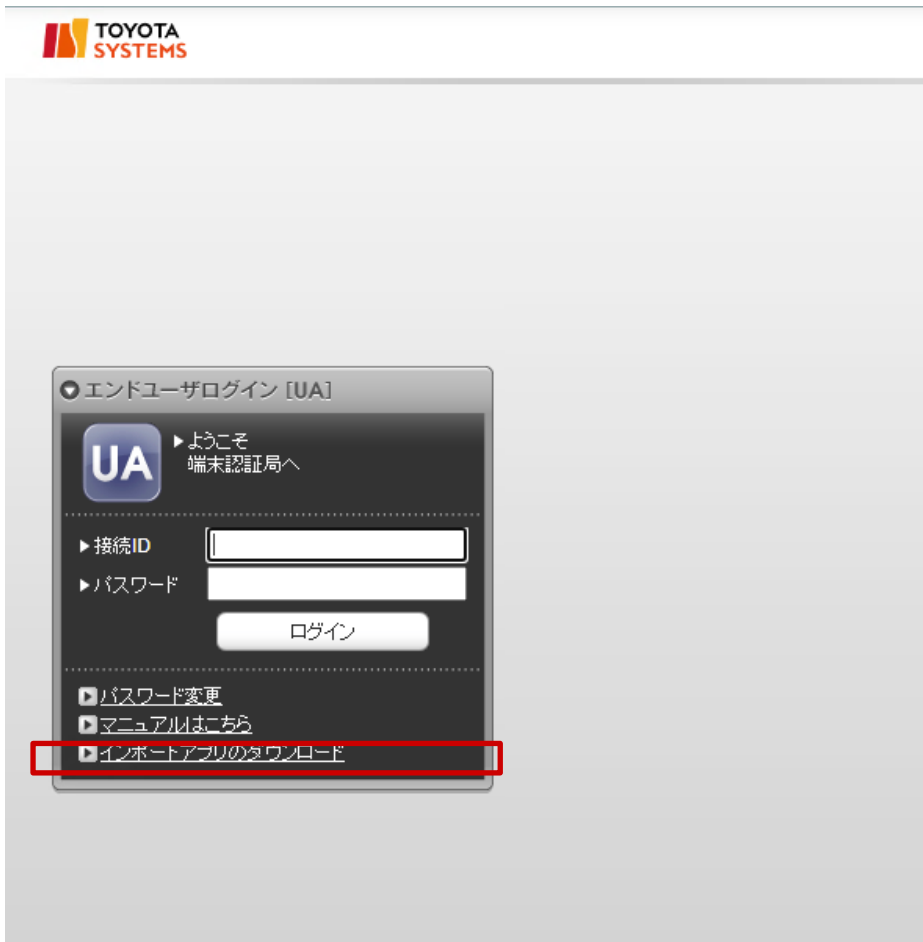 TOYOTA
SYSTEMS
エンドユーザログイン [UA]
UA
ようこそ
端末認証局へ
接続ID
パスワード
ログイン
パスワード変更
マニュアルはこちら
インポートアプリのダウンロード